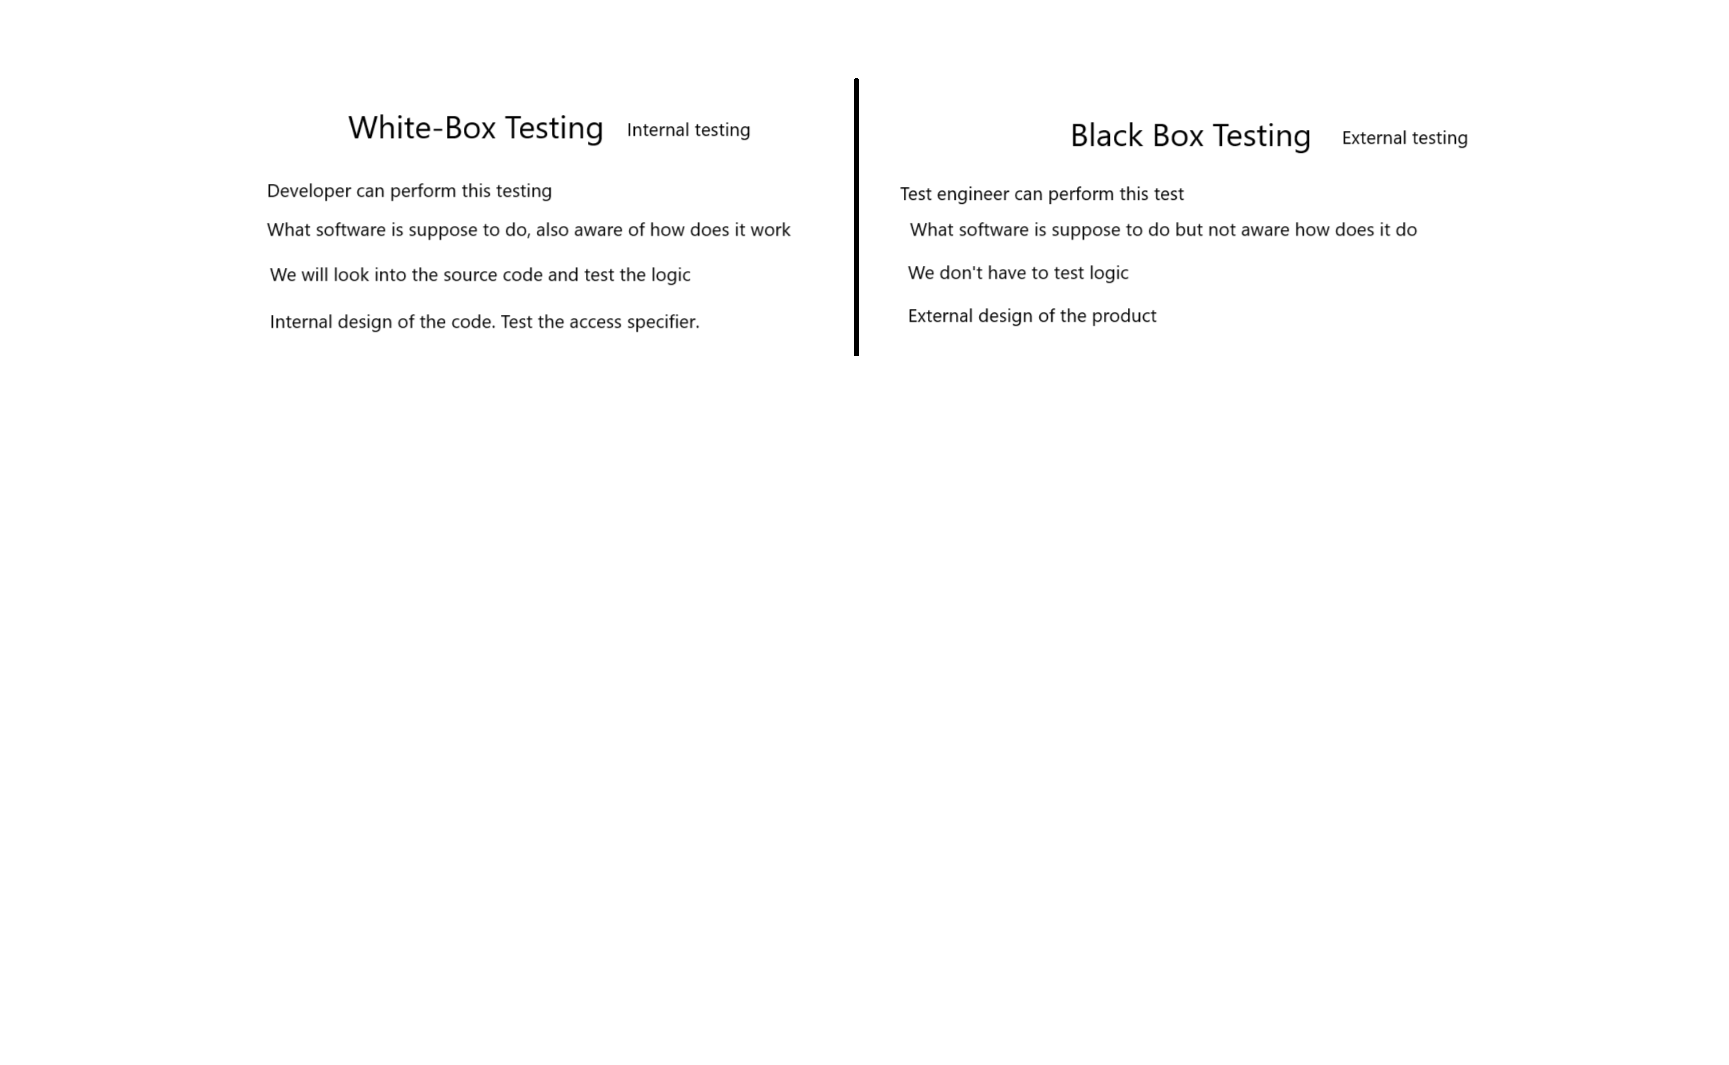 White-Box Testing Internal testing
Developer can perform this testing
What software is suppose to do, also aware of how does it work
We will look into the source code and test the logic
Internal design of the code. Test the access specifier.
Black Box Testing External testing
Test engineer can perform this test
What software is suppose to do but not aware how does it do
We don't have to test logic
External design of the product